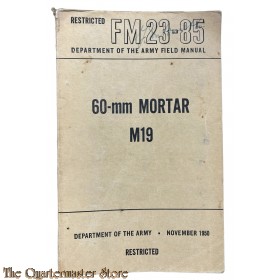 RESTRICTED FM 23-85
DEPARTMENT OF THE ARMY FIELD MANUAL
60-mm MORTAR
M19
DEPARTMENT OF THE ARMY • NOVEMBER 1950
RESTRICTED
The Quartermaster Store